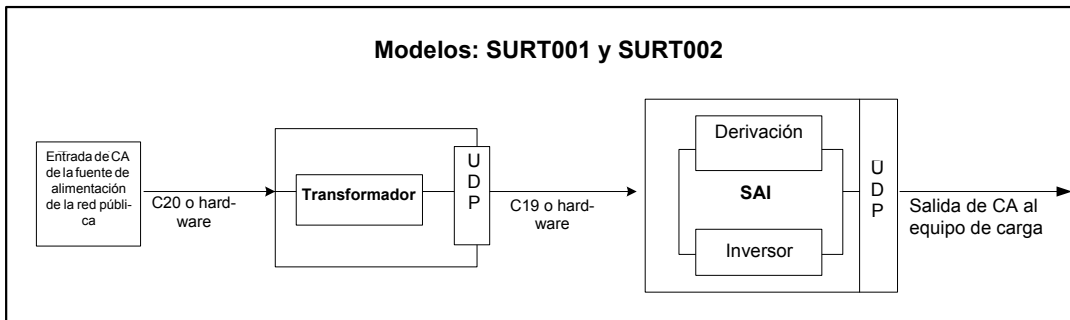 Modelos: SURT001 y SURT002
Entrada de CA
de la fuente de
alimentación
de la red públi-
ca
C20 o hard-
ware
Transformador
U
D
P
C19 o hard-
ware
Derivación
SAI
Inversor
U
D
P
Salida de CA al
equipo de carga